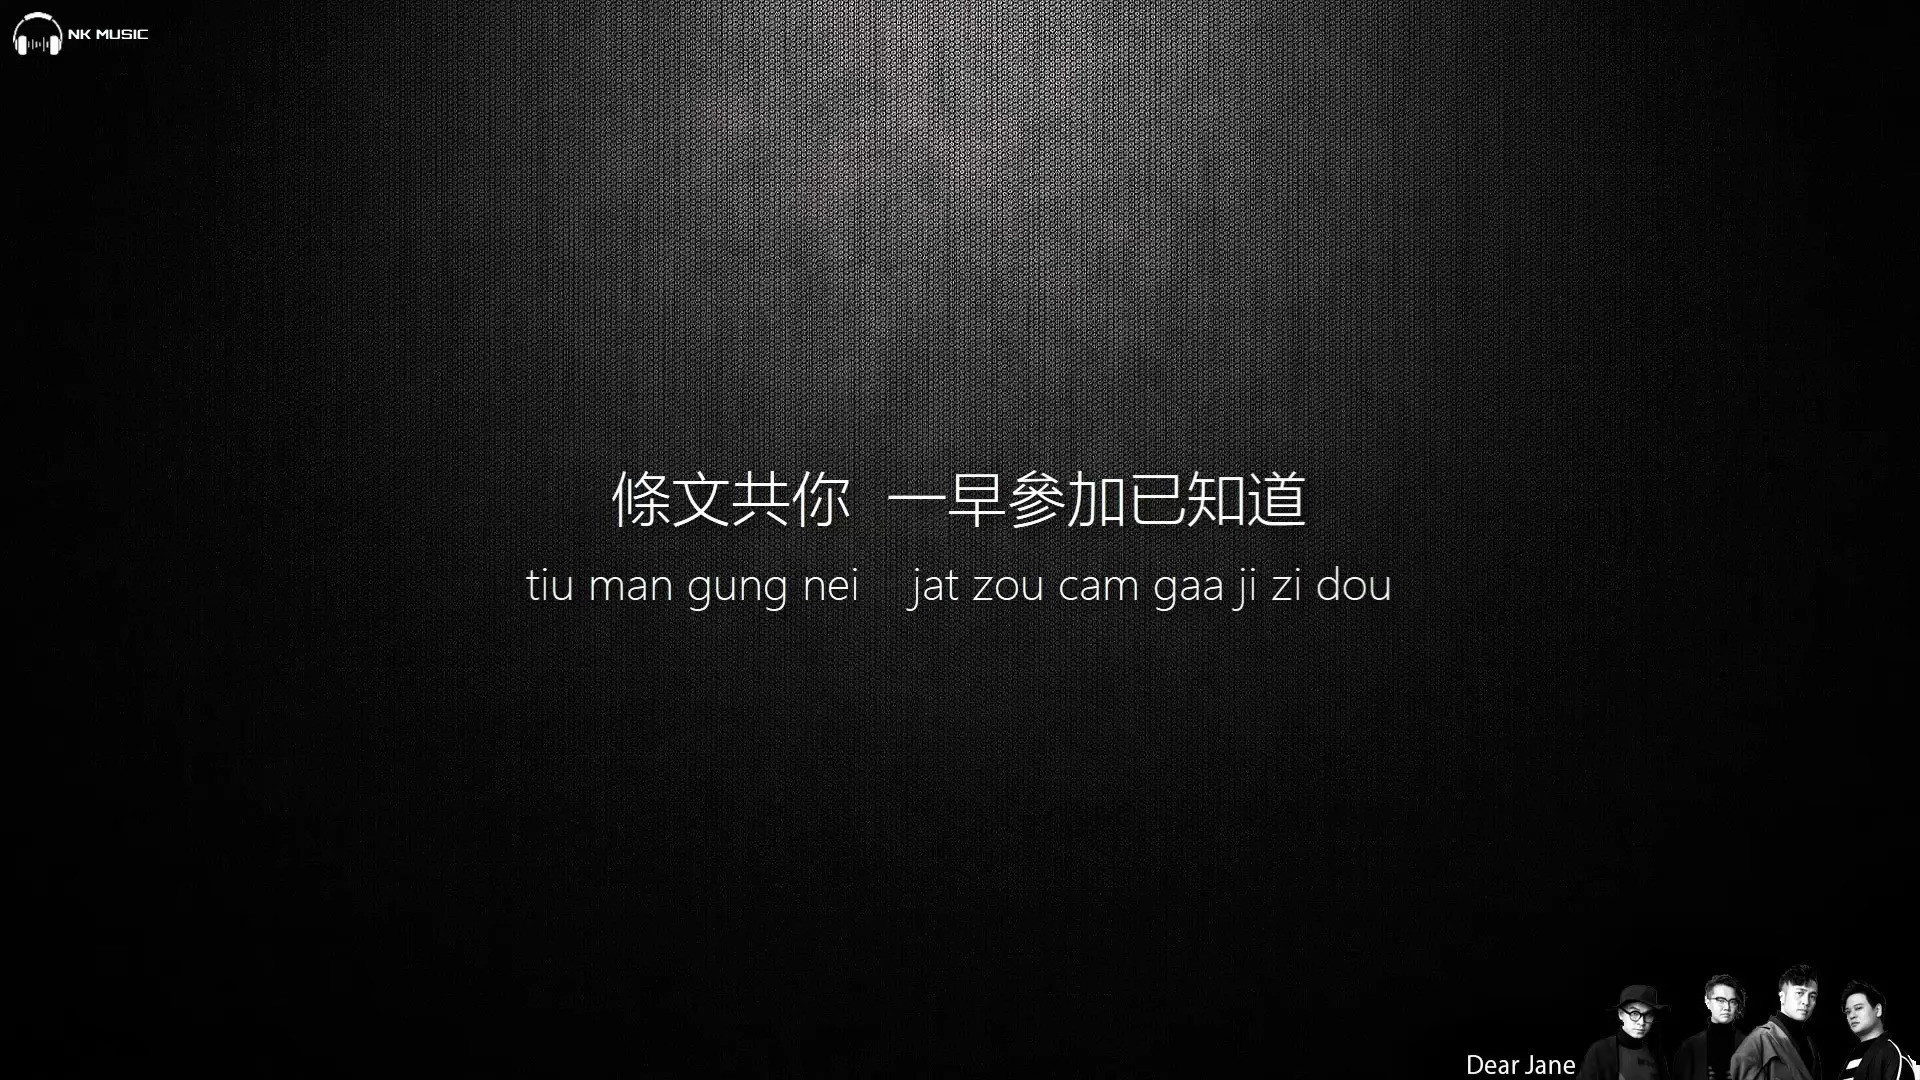 NK MUSIC
條文共你 一早參加已知道
tiu man gung nei jat zou cam gaa ji zi dou
Dear Jane